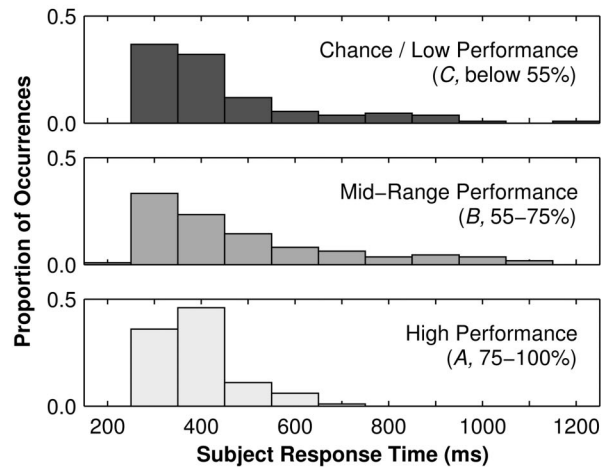 0.5
Chance / Low Performance
(C, below 55%)
0.0
0.5
Mid−Range Performance
(B, 55−75%)
0.0
0.5
High Performance
(A, 75−100%)
0.0
Proportion of Occurrences
200 400 600 800 1000 1200
Subject Response Time (ms)